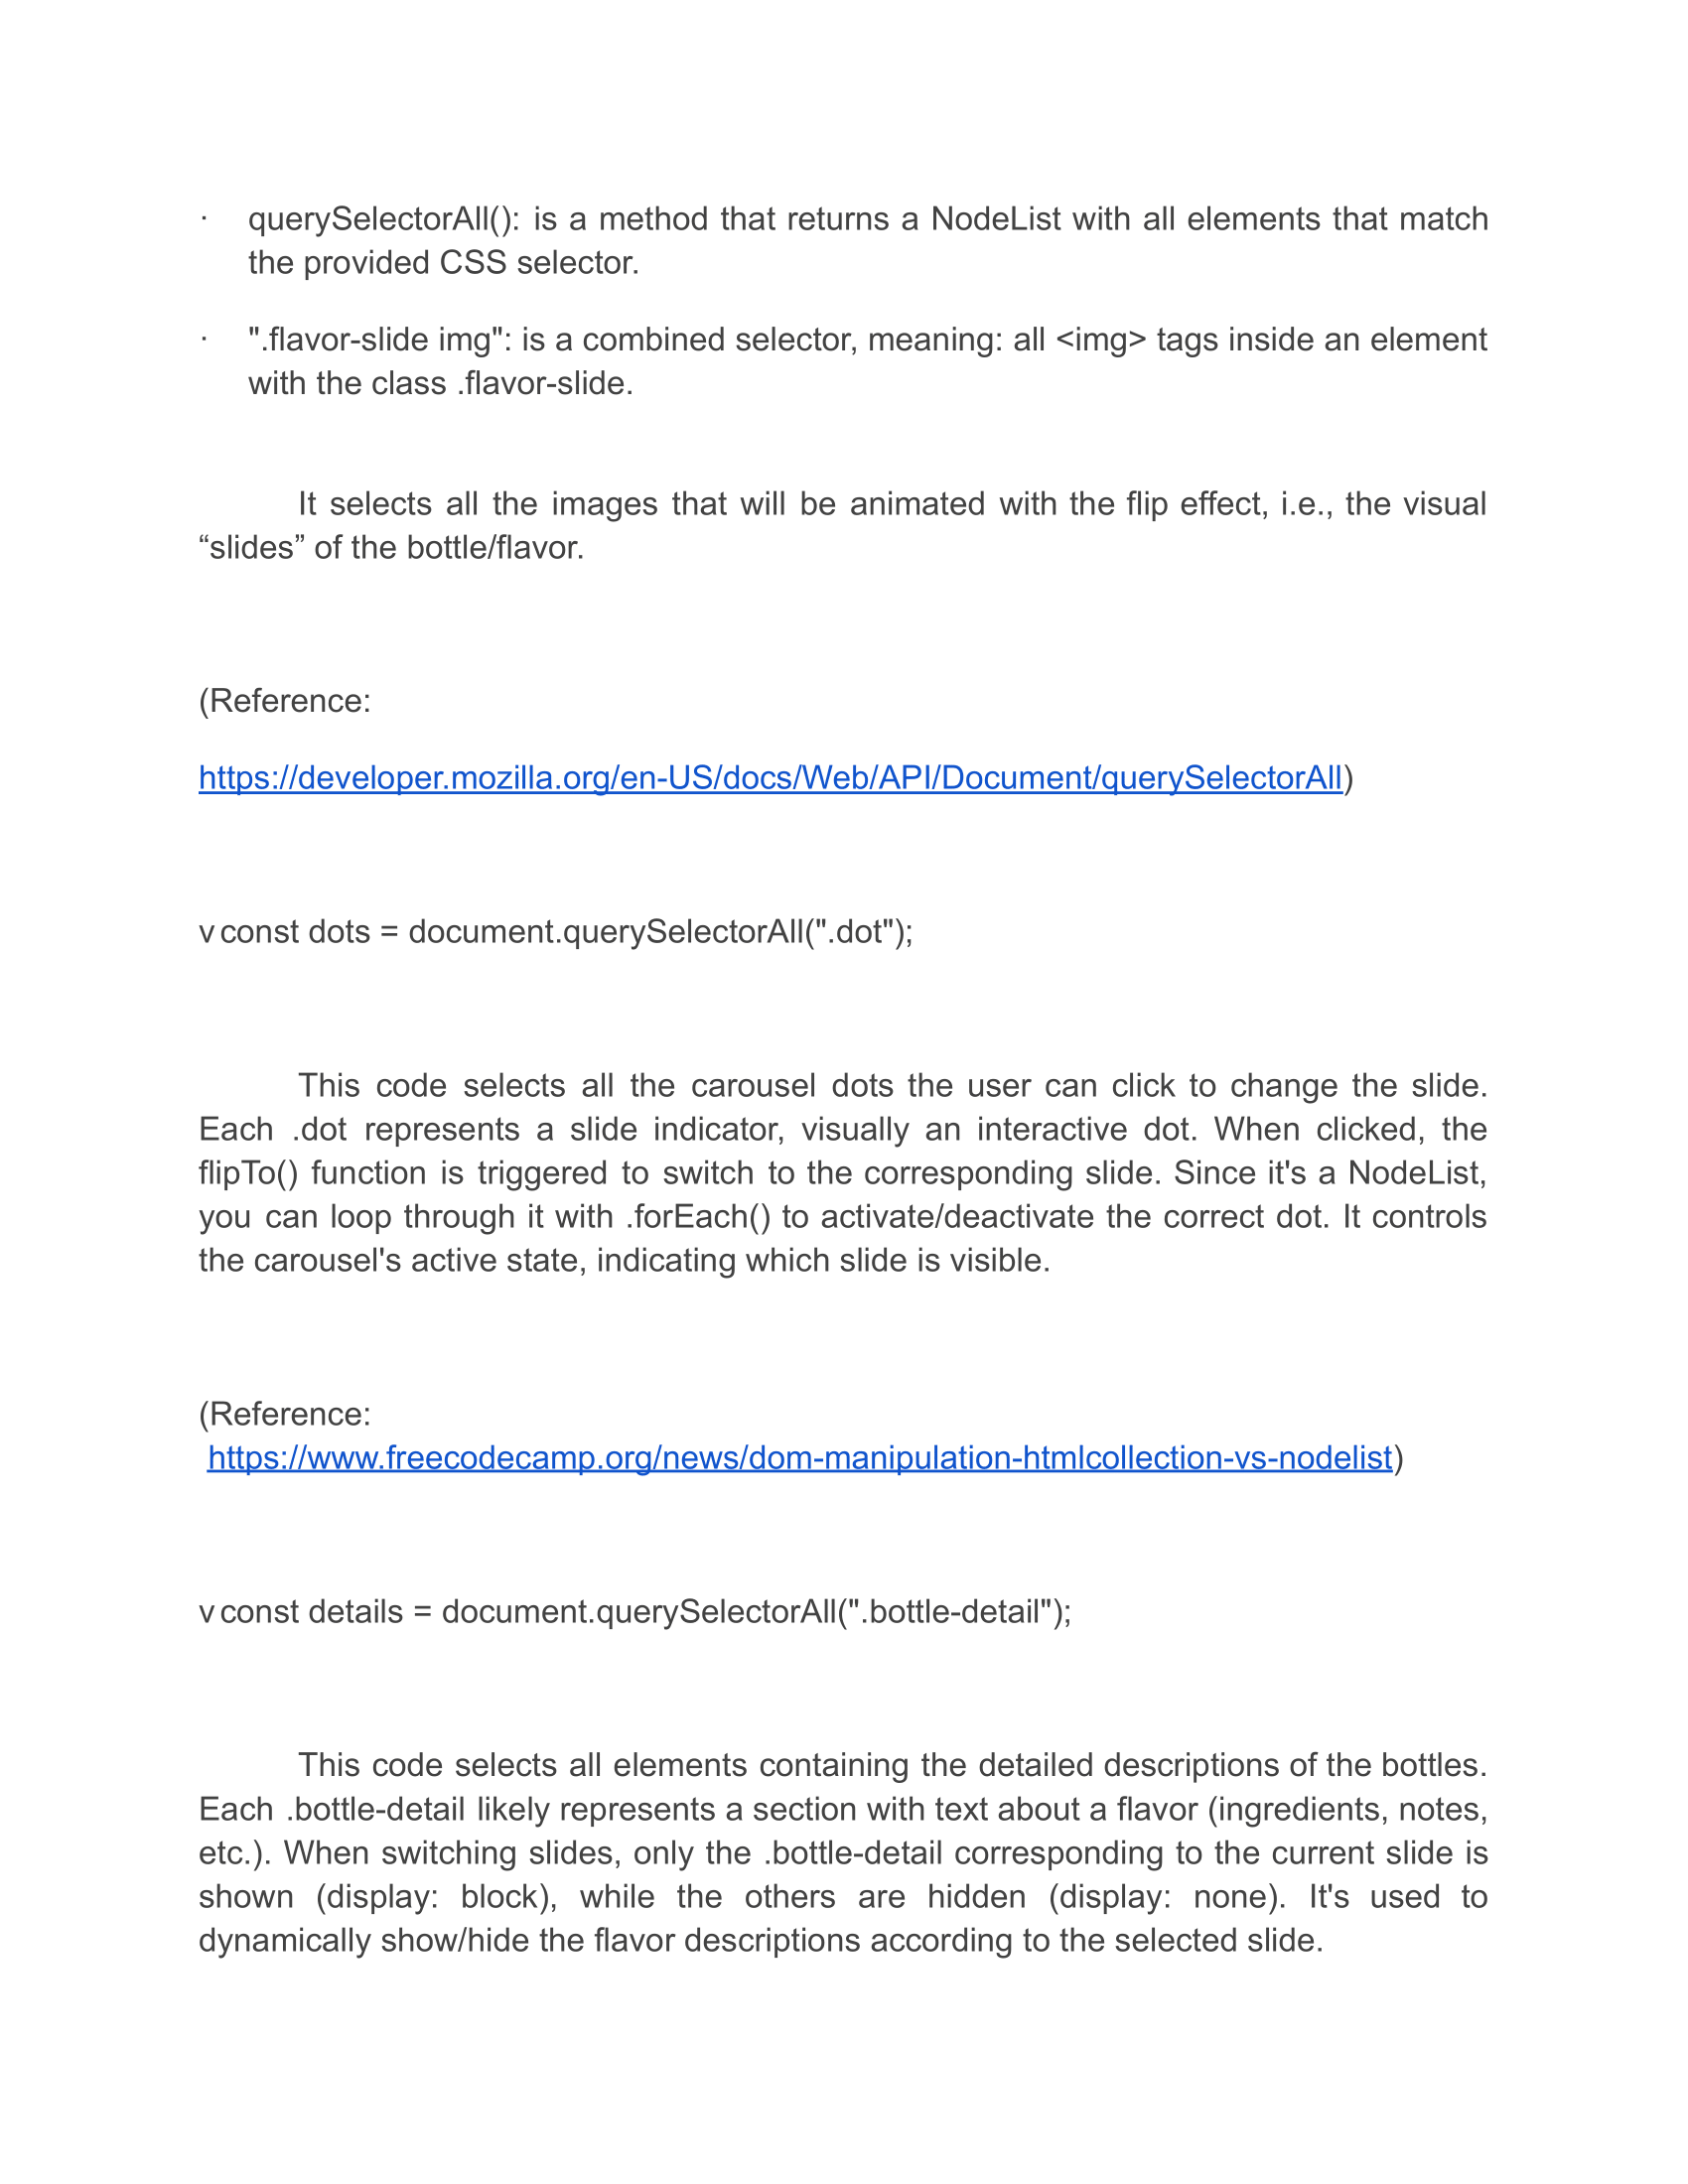 · querySelectorAll(): is a method that returns a NodeList with all elements that match
the provided CSS selector.
· ".flavor-slide img": is a combined selector, meaning: all <img> tags inside an element
with the class .flavor-slide.
It selects all the images that will be animated with the flip effect, i.e., the visual
“slides” of the bottle/flavor.
(Reference:
https://developer.mozilla.org/en-US/docs/Web/API/Document/querySelectorAll)
v const dots = document.querySelectorAll(".dot");
This code selects all the carousel dots the user can click to change the slide.
Each .dot represents a slide indicator, visually an interactive dot. When clicked, the
flipTo() function is triggered to switch to the corresponding slide. Since it's a NodeList,
you can loop through it with .forEach() to activate/deactivate the correct dot. It controls
the carousel's active state, indicating which slide is visible.
(Reference:
https://www.freecodecamp.org/news/dom-manipulation-htmlcollection-vs-nodelist)
v const details = document.querySelectorAll(".bottle-detail");
This code selects all elements containing the detailed descriptions of the bottles.
Each .bottle-detail likely represents a section with text about a flavor (ingredients, notes,
etc.). When switching slides, only the .bottle-detail corresponding to the current slide is
shown (display: block), while the others are hidden (display: none). It's used to
dynamically show/hide the flavor descriptions according to the selected slide.